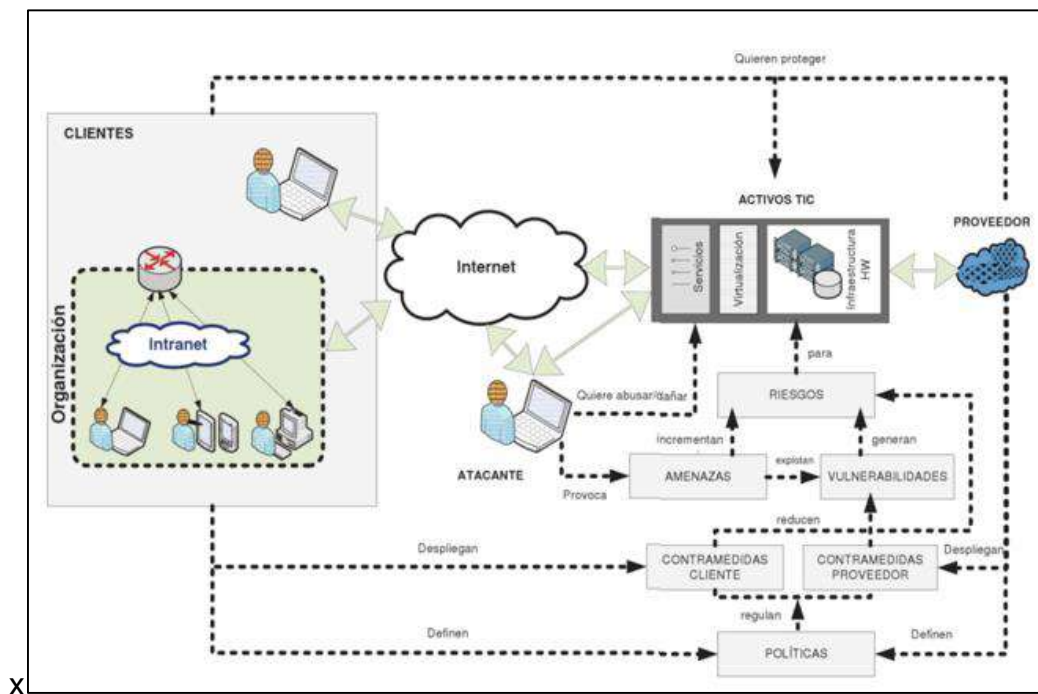 Quieren proteger
CLIENTES
ACTIVOS TIC
PROVEEDOR
Servicios
Virtualización
Infraestructura
HW
Internet
Organización
Intranet
para
Quiere abusar/dañar
RIESGOS
incrementan
generan
ATACANTE
Provoca
AMENAZAS
explotan
VULNERABILIDADES
reducen
Despliegan
CONTRAMEDIDAS
CLIENTE
CONTRAMEDIDAS
PROVEEDOR
Despliegan
regulan
Definen
POLÍTICAS
Definen
x